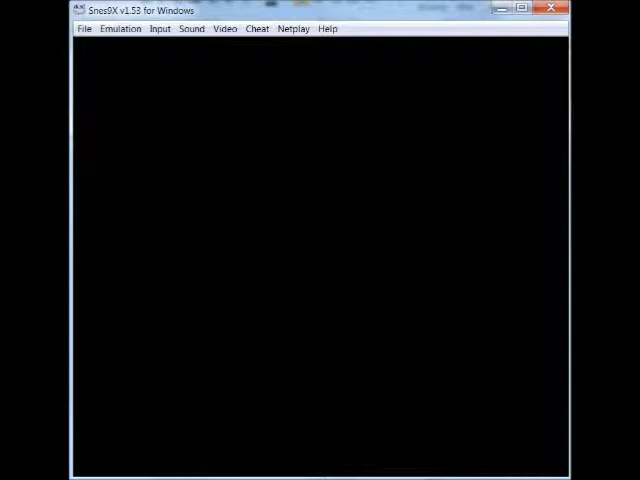 Snes9X v1.53 for Windows
File Emulation Input Sound Video Cheat Netplay Help